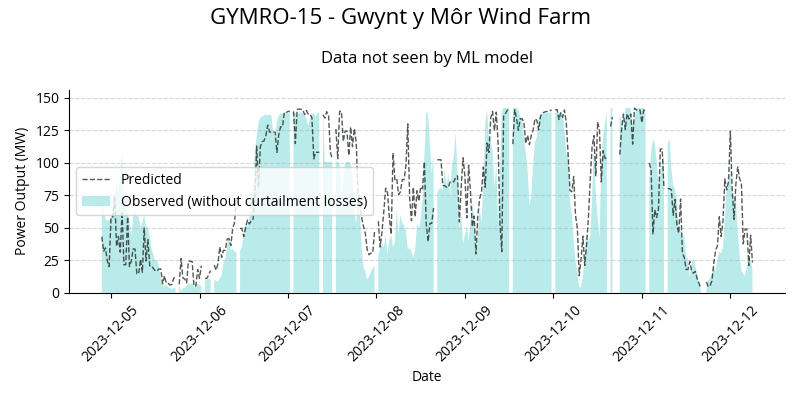 GYMRO-15 - Gwynt y Môr Wind Farm
Data not seen by ML model
Power Output (MW)
150
125
100
75
50
25
0
Predicted
Observed (without curtailment losses)
2023-12-05
2023-12-06
2023-12-07
2023-12-08
2023-12-09
2023-12-10
2023-12-11
2023-12-12
Date